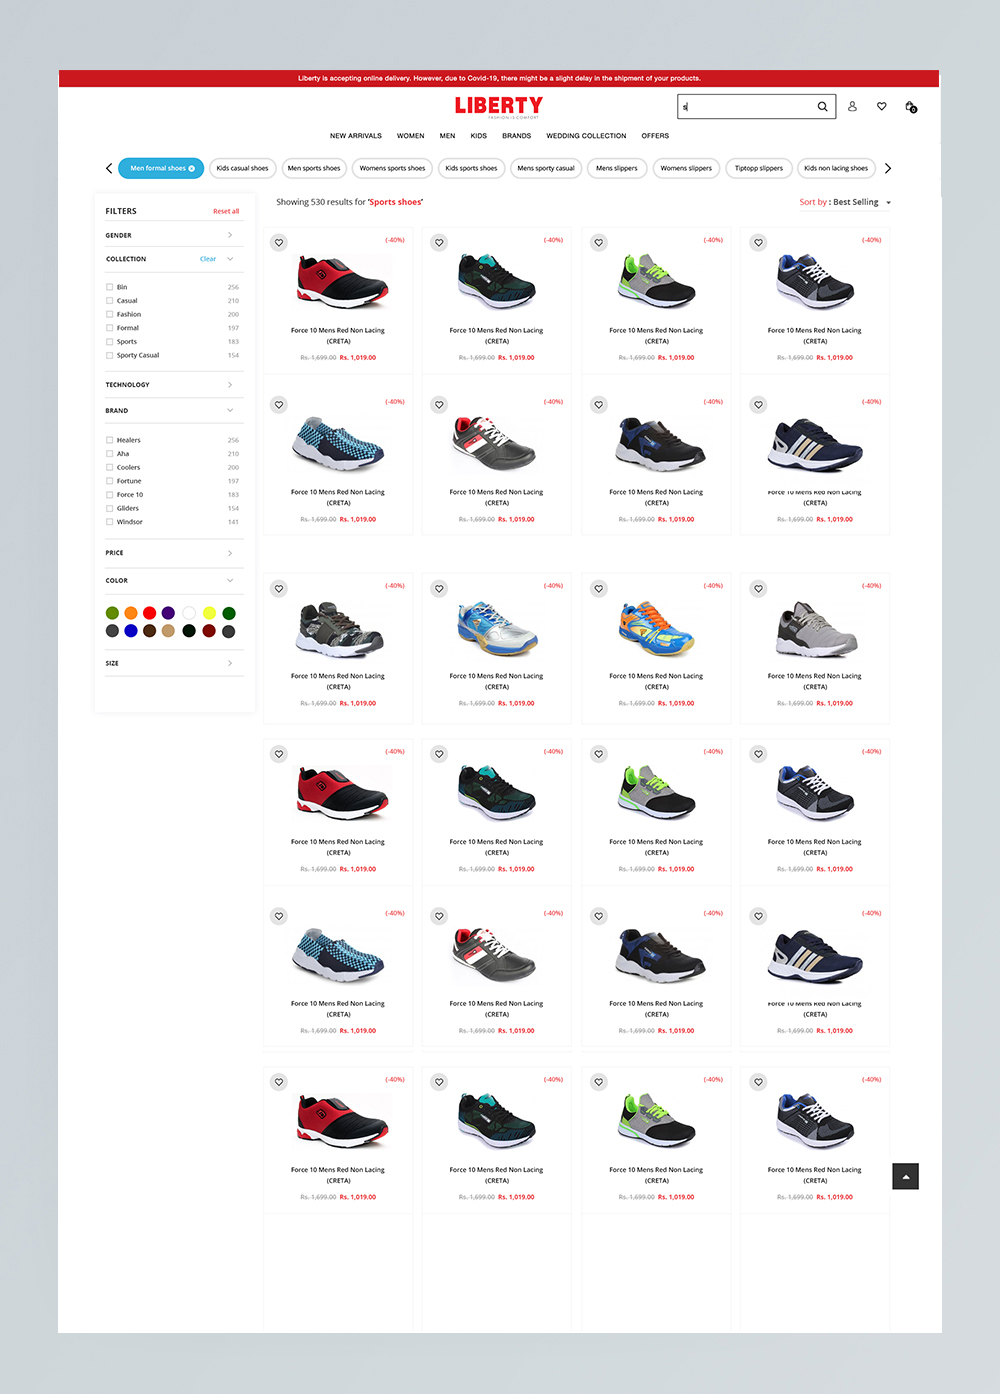 Liberty is accepting online delivery. However, due to Covid-19, there might be a slight delay in the shipment of your products.
LIBERTY
FASHION IS COMFORT
s
0
NEW ARRIVALS WOMEN MEN KIDS BRANDS WEDDING COLLECTION OFFERS
Men formal shoes Kids casual shoes Men sports shoes Womens sports shoes Kids sports shoes Mens sporty casual Mens slippers Womens slippers Tiptopp slippers Kids non lacing shoes
FILTERS Reset all
GENDER
COLLECTION Clear
Bin 256
Casual 210
Fashion 200
Formal 197
Sports 183
Sporty Casual 154
TECHNOLOGY
BRAND
Healers 256
Aha 210
Coolers 200
Fortune 197
Force 10 183
Gliders 154
Windsor 141
PRICE
COLOR
SIZE
Showing 530 results for 'Sports shoes' Sort by : Best Selling
(-40%) (-40%) (-40%) (-40%)
Force 10 Mens Red Non Lacing Force 10 Mens Red Non Lacing Force 10 Mens Red Non Lacing Force 10 Mens Red Non Lacing
(CRETA) (CRETA) (CRETA) (CRETA)
Rs. 1,699.00 Rs. 1,019.00 Rs. 1,699.00 Rs. 1,019.00 Rs. 1,699.00 Rs. 1,019.00 Rs. 1,699.00 Rs. 1,019.00
(-40%) (-40%) (-40%) (-40%)
Force 10 Mens Red Non Lacing Force 10 Mens Red Non Lacing Force 10 Mens Red Non Lacing Force 10 Mens Red Non Lacing
(CRETA) (CRETA) (CRETA) (CRETA)
Rs. 1,699.00 Rs. 1,019.00 Rs. 1,699.00 Rs. 1,019.00 Rs. 1,699.00 Rs. 1,019.00 Rs. 1,699.00 Rs. 1,019.00
(-40%) (-40%) (-40%) (-40%)
Force 10 Mens Red Non Lacing Force 10 Mens Red Non Lacing Force 10 Mens Red Non Lacing Force 10 Mens Red Non Lacing
(CRETA) (CRETA) (CRETA) (CRETA)
Rs. 1,699.00 Rs. 1,019.00 Rs. 1,699.00 Rs. 1,019.00 Rs. 1,699.00 Rs. 1,019.00 Rs. 1,699.00 Rs. 1,019.00
(-40%) (-40%) (-40%) (-40%)
Force 10 Mens Red Non Lacing Force 10 Mens Red Non Lacing Force 10 Mens Red Non Lacing Force 10 Mens Red Non Lacing
(CRETA) (CRETA) (CRETA) (CRETA)
Rs. 1,699.00 Rs. 1,019.00 Rs. 1,699.00 Rs. 1,019.00 Rs. 1,699.00 Rs. 1,019.00 Rs. 1,699.00 Rs. 1,019.00
(-40%) (-40%) (-40%) (-40%)
Force 10 Mens Red Non Lacing Force 10 Mens Red Non Lacing Force 10 Mens Red Non Lacing Force 10 Mens Red Non Lacing
(CRETA) (CRETA) (CRETA) (CRETA)
Rs. 1,699.00 Rs. 1,019.00 Rs. 1,699.00 Rs. 1,019.00 Rs. 1,699.00 Rs. 1,019.00 Rs. 1,699.00 Rs. 1,019.00
(-40%) (-40%) (-40%) (-40%)
Force 10 Mens Red Non Lacing Force 10 Mens Red Non Lacing Force 10 Mens Red Non Lacing Force 10 Mens Red Non Lacing
(CRETA) (CRETA) (CRETA) (CRETA)
Rs. 1,699.00 Rs. 1,019.00 Rs. 1,699.00 Rs. 1,019.00 Rs. 1,699.00 Rs. 1,019.00 Rs. 1,699.00 Rs. 1,019.00